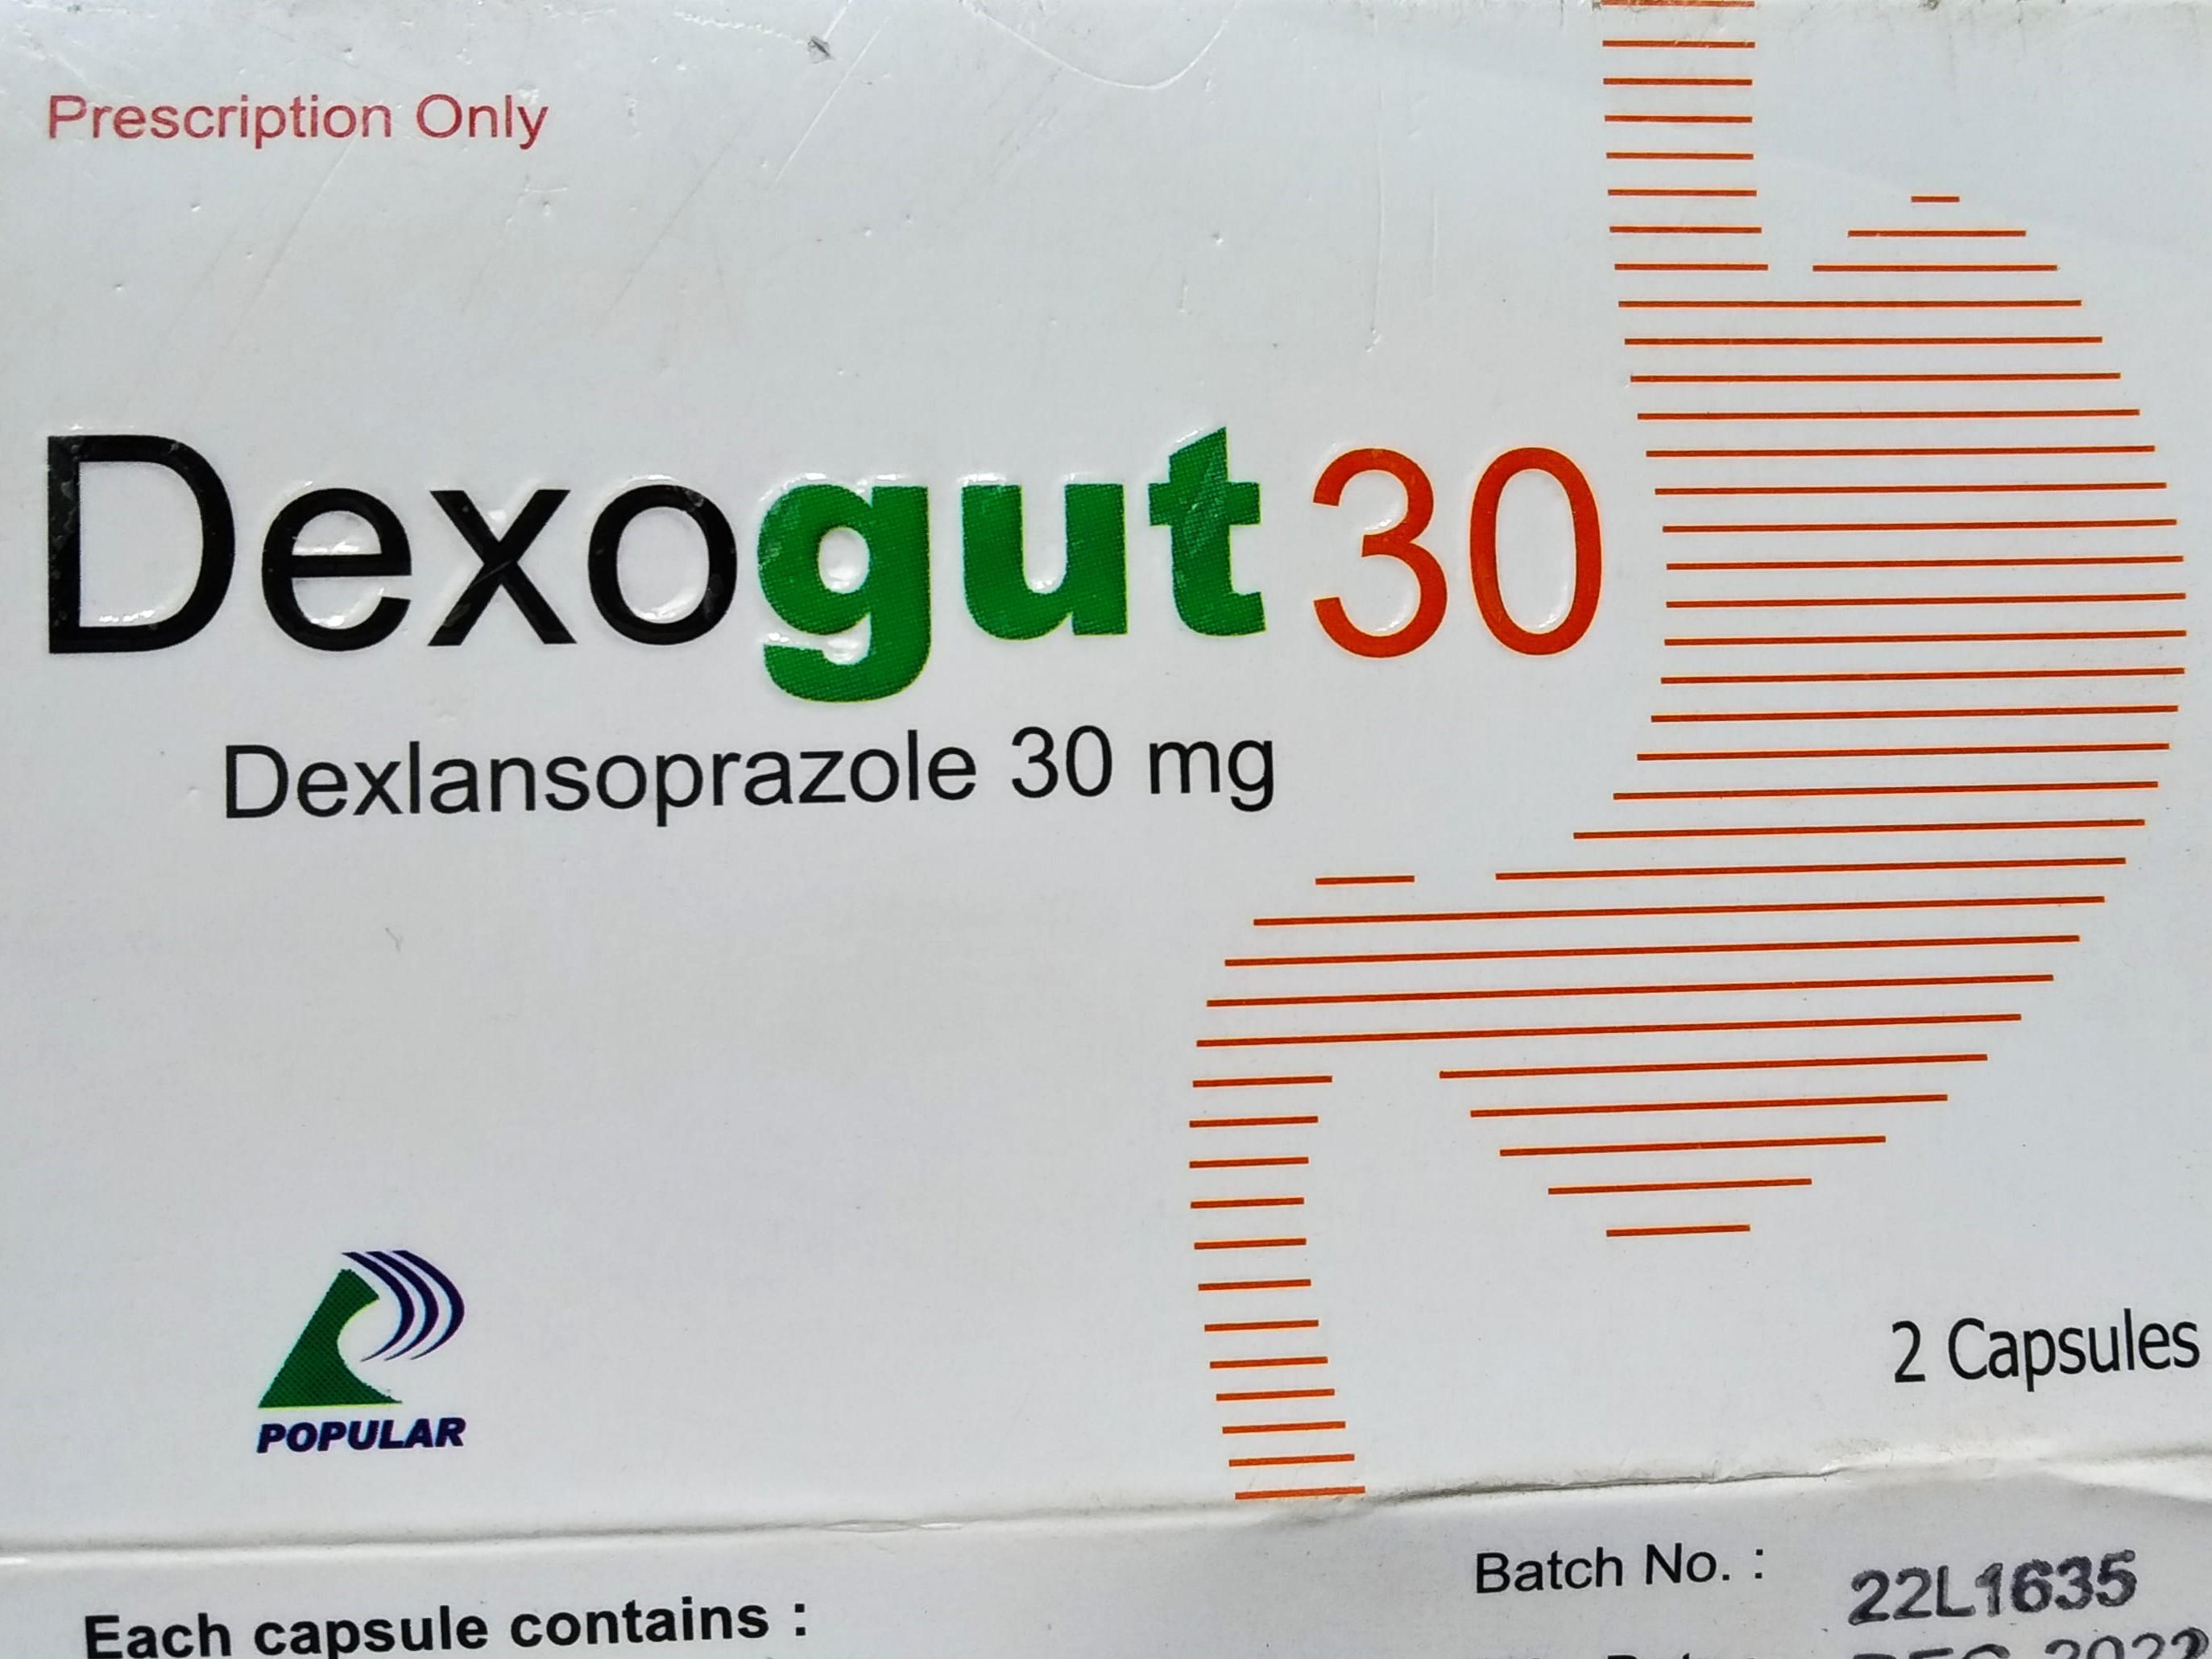 Prescription Only
Dexogut 30
Dexlansoprazole 30 mg
POPULAR
2 Capsules
Batch No. : 22L1635
Each capsule contains :